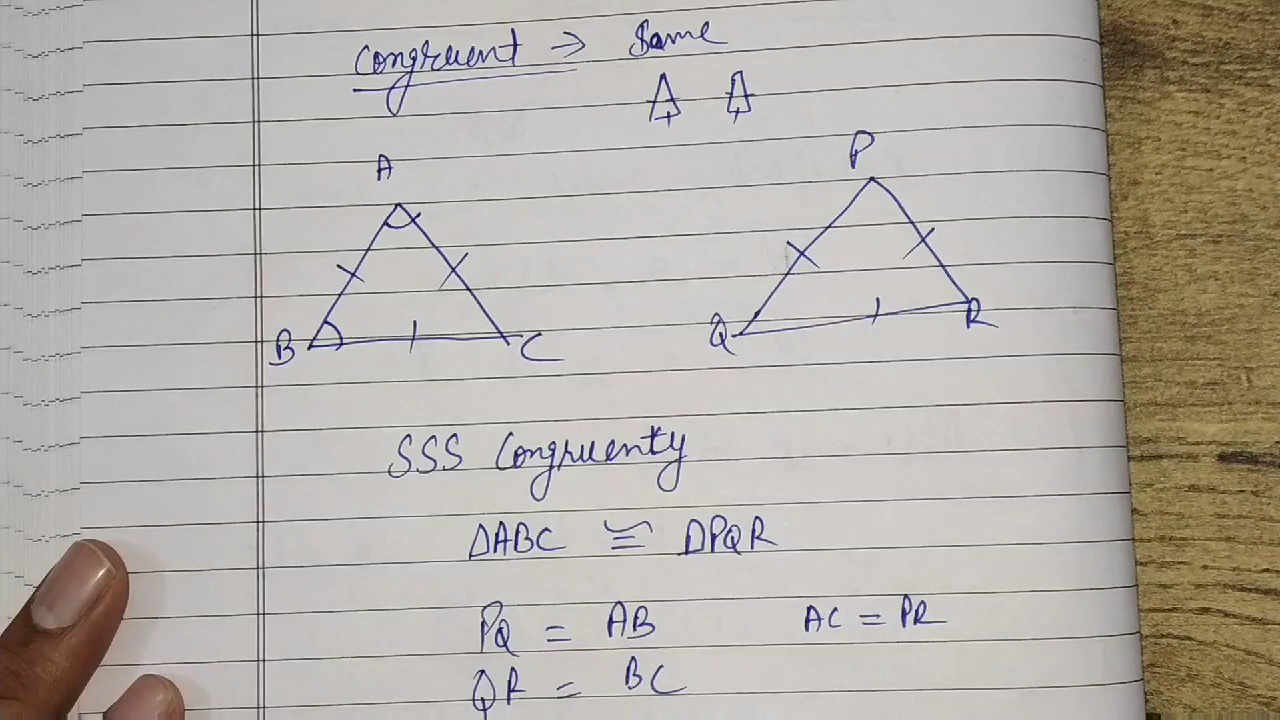 Congruent ⇒ Same
A A
A P
B C Q R
SSS Congruenty
ΔABC ≅ ΔPQR
PQ = AB AC = PR
QR = BC